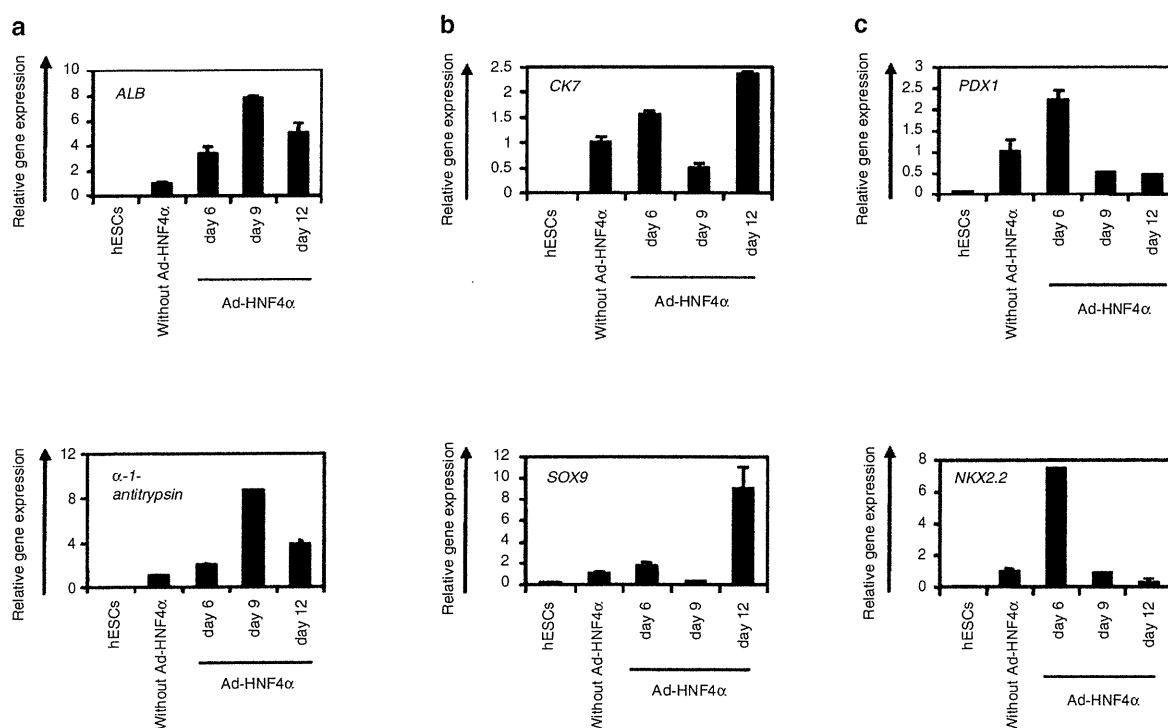 a
Relative gene expression
10
8
6
4
2
0
ALB
hESCs
Without Ad-HNF4α
day 6
day 9
day 12
Ad-HNF4α
b
Relative gene expression
2.5
2
1.5
1
0.5
0
CK7
hESCs
Without Ad-HNF4α
day 6
day 9
day 12
Ad-HNF4α
c
Relative gene expression
3
2.5
2
1.5
1
0.5
0
PDX1
hESCs
Without Ad-HNF4α
day 6
day 9
day 12
Ad-HNF4α
Relative gene expression
12
8
4
0
α-1-
antitrypsin
hESCs
Without Ad-HNF4α
day 6
day 9
day 12
Ad-HNF4α
Relative gene expression
12
10
8
6
4
2
0
SOX9
hESCs
Without Ad-HNF4α
day 6
day 9
day 12
Ad-HNF4α
Relative gene expression
8
6
4
2
0
NKX2.2
hESCs
Without Ad-HNF4α
day 6
day 9
day 12
Ad-HNF4α